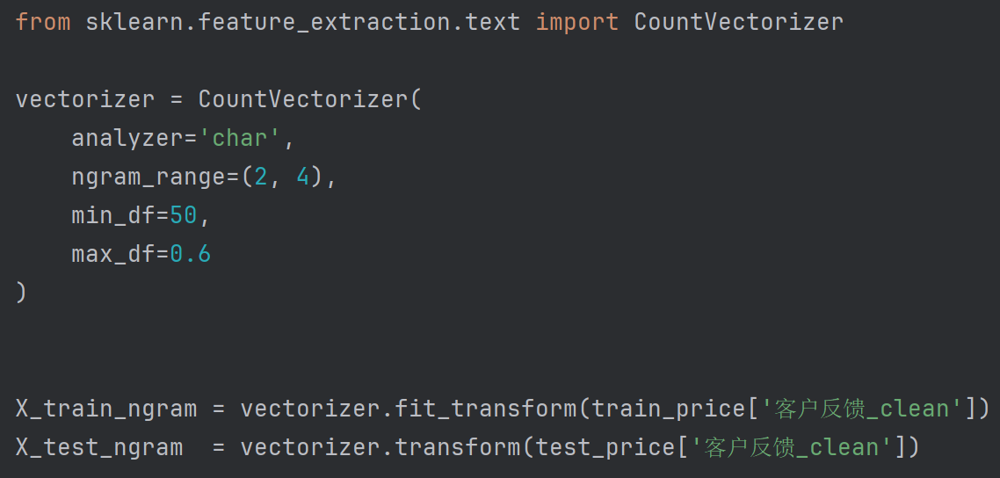 from sklearn.feature_extraction.text import CountVectorizer
vectorizer = CountVectorizer(
    analyzer='char',
    ngram_range=(2, 4),
    min_df=50,
    max_df=0.6
)
X_train_ngram = vectorizer.fit_transform(train_price['客户反馈_clean'])
X_test_ngram  = vectorizer.transform(test_price['客户反馈_clean'])